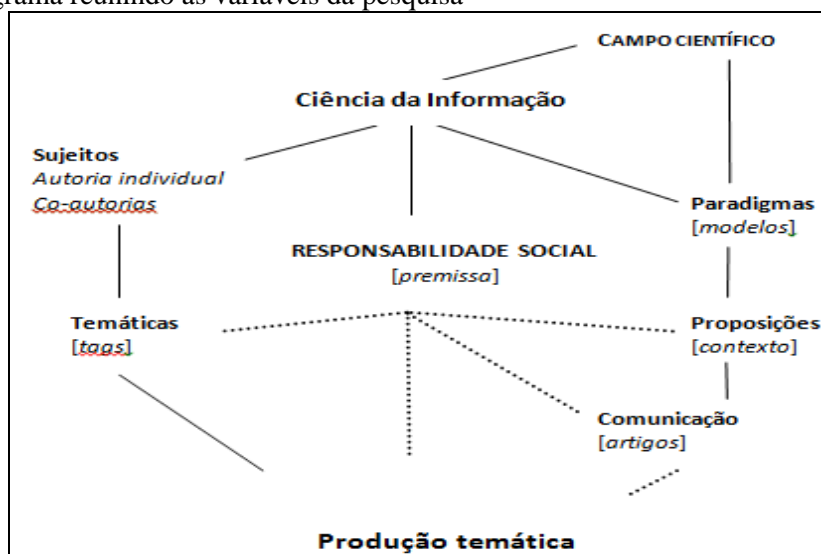 grama reunindo as variáveis da pesquisa
CAMPO CIENTÍFICO
Ciência da Informação
Sujeitos
Autoria individual
Co-autorias
Paradigmas
[modelos]
RESPONSABILIDADE SOCIAL
[premissa]
Temáticas
[tags]
Proposições
[contexto]
Comunicação
[artigos]
Produção temática